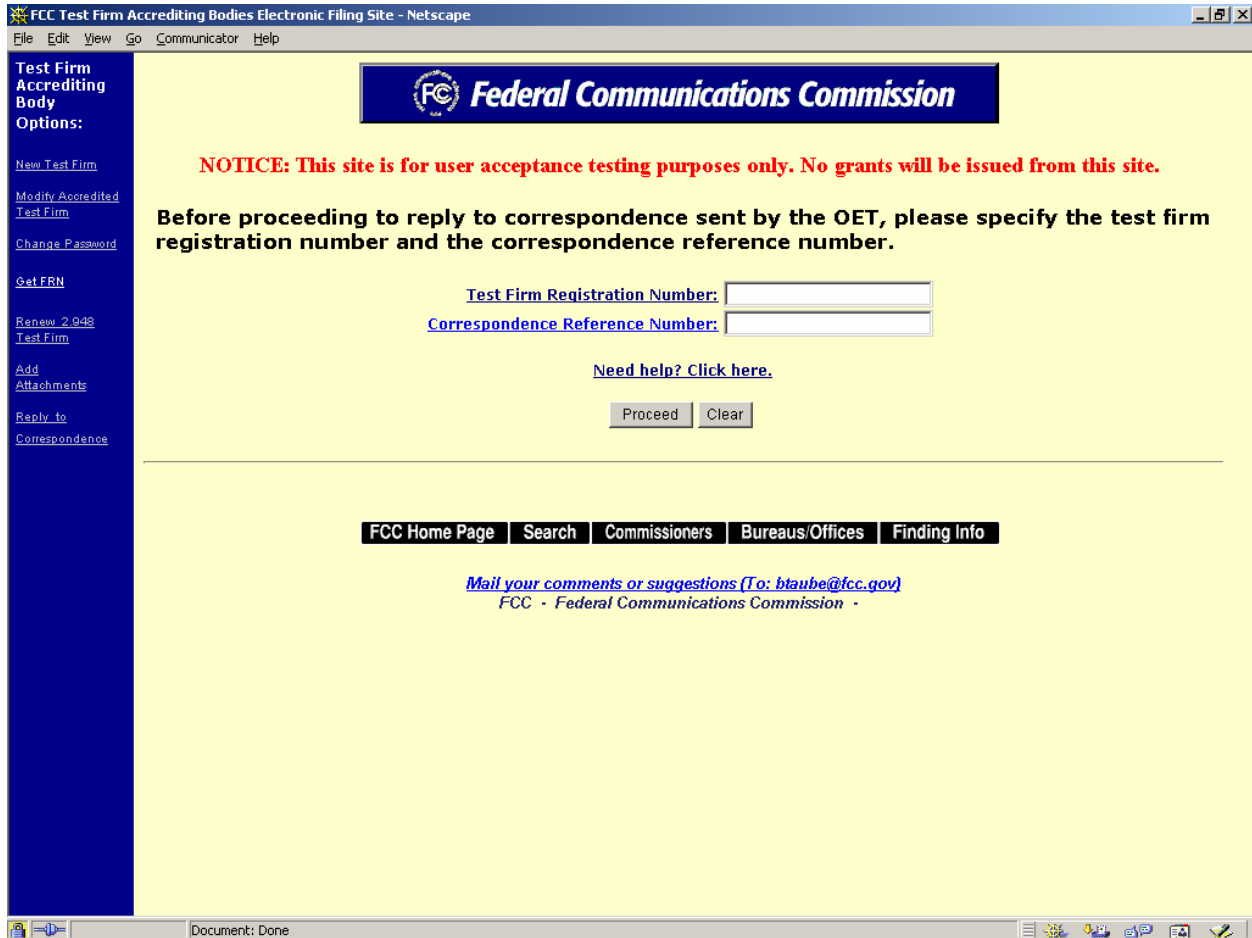 FCC Test Firm Accrediting Bodies Electronic Filing Site - Netscape
File Edit View Go Communicator Help
Test Firm
Accrediting
Body
Options:
New Test Firm
Modify Accredited
Test Firm
Change Password
Get FRN
Renew 2.948
Test Firm
Add
Attachments
Reply to
Correspondence
FCC Federal Communications Commission
NOTICE: This site is for user acceptance testing purposes only. No grants will be issued from this site.
Before proceeding to reply to correspondence sent by the OET, please specify the test firm
registration number and the correspondence reference number.
Test Firm Registration Number:
Correspondence Reference Number:
Need help? Click here.
Proceed Clear
FCC Home Page Search Commissioners Bureaus/Offices Finding Info
Mail your comments or suggestions (To: btaube@fcc.gov)
FCC - Federal Communications Commission -
Document: Done